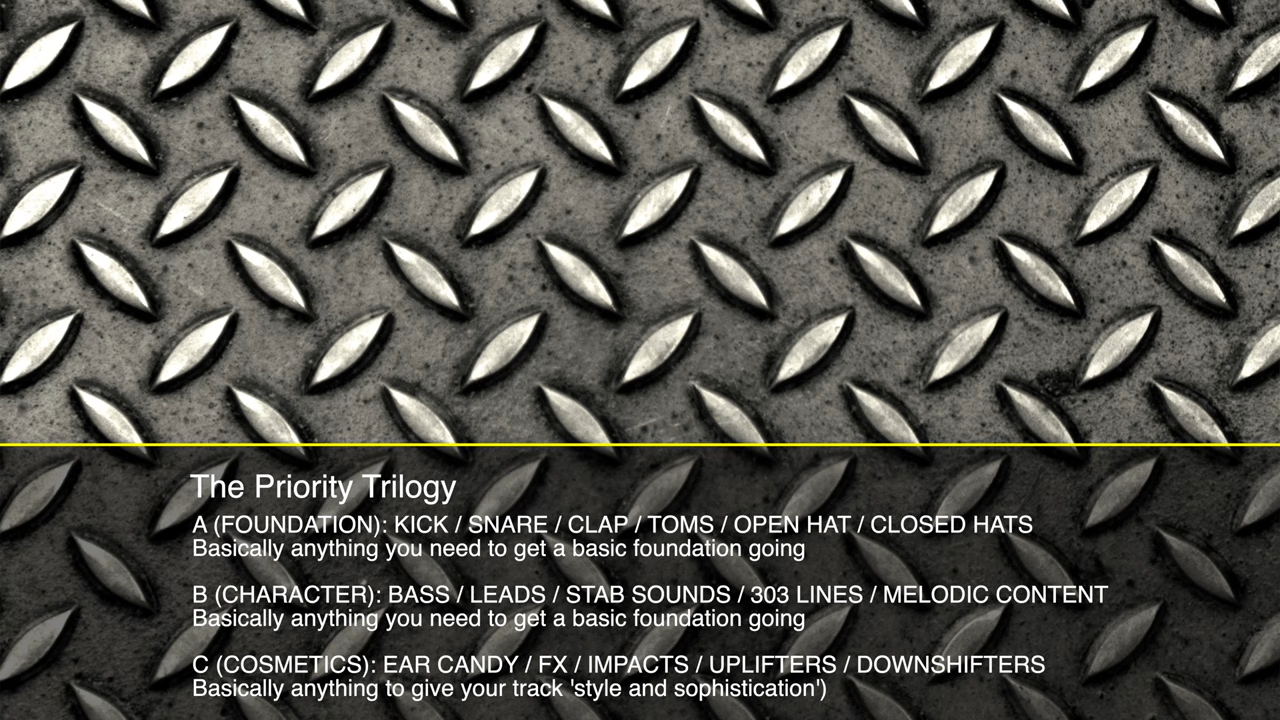 The Priority Trilogy
A (FOUNDATION): KICK / SNARE / CLAP / TOMS / OPEN HAT / CLOSED HATS
Basically anything you need to get a basic foundation going
B (CHARACTER): BASS / LEADS / STAB SOUNDS / 303 LINES / MELODIC CONTENT
Basically anything you need to get a basic foundation going
C (COSMETICS): EAR CANDY / FX / IMPACTS / UPLIFTERS / DOWNSHIFTERS
Basically anything to give your track 'style and sophistication')